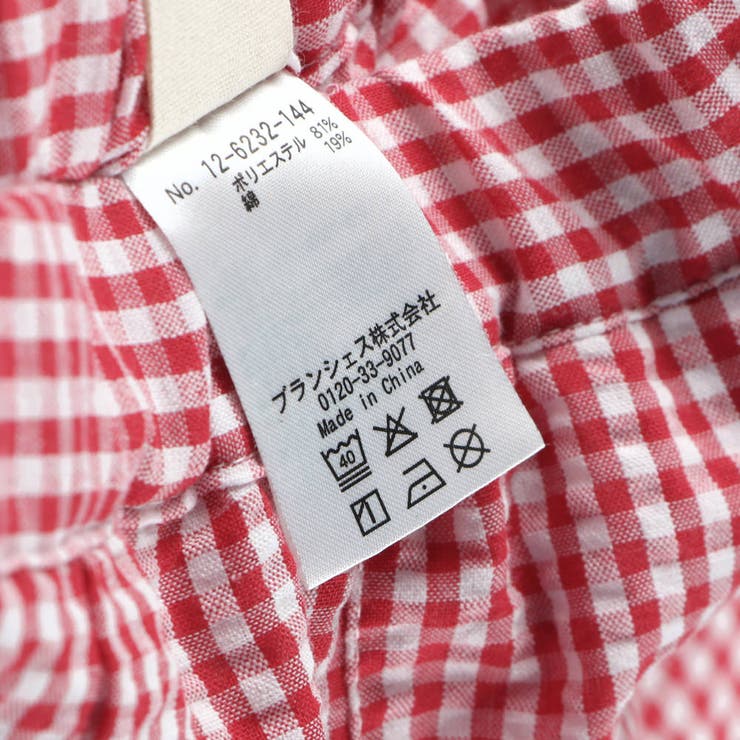 No. 12-6232-144
ポリエステル 81%
綿 19%
ブランシェス株式会社
0120-33-9077
Made in China
40